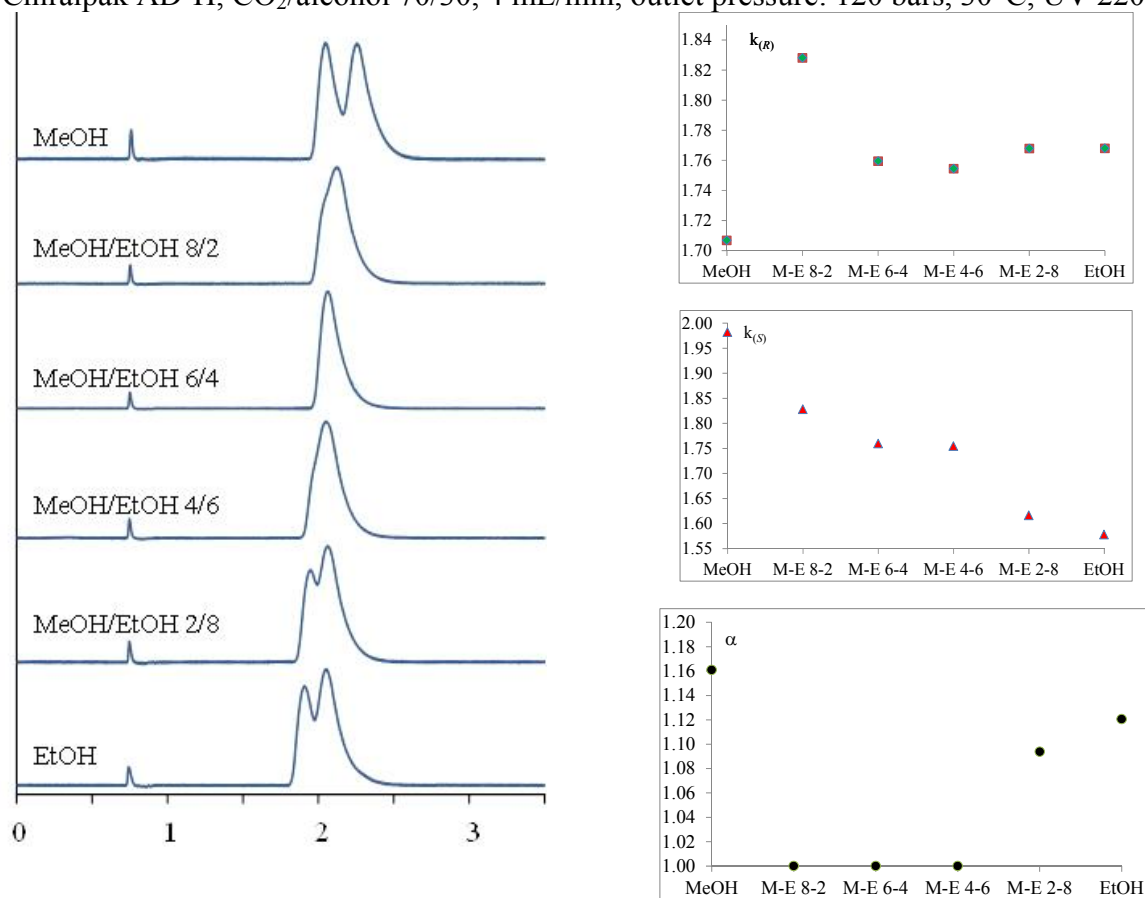 Chiralpak AD-H, CO₂/alcohol 70/30, 4 mL/min, outlet pressure: 120 bars, 30°C, UV 220
MeOH
MeOH/EtOH 8/2
MeOH/EtOH 6/4
MeOH/EtOH 4/6
MeOH/EtOH 2/8
EtOH
0 1 2 3
k(R)
1.84
1.82
1.80
1.78
1.76
1.74
1.72
1.70
MeOH M-E 8-2 M-E 6-4 M-E 4-6 M-E 2-8 EtOH
k(S)
2.00
1.95
1.90
1.85
1.80
1.75
1.70
1.65
1.60
1.55
MeOH M-E 8-2 M-E 6-4 M-E 4-6 M-E 2-8 EtOH
α
1.20
1.18
1.16
1.14
1.12
1.10
1.08
1.06
1.04
1.02
1.00
MeOH M-E 8-2 M-E 6-4 M-E 4-6 M-E 2-8 EtOH